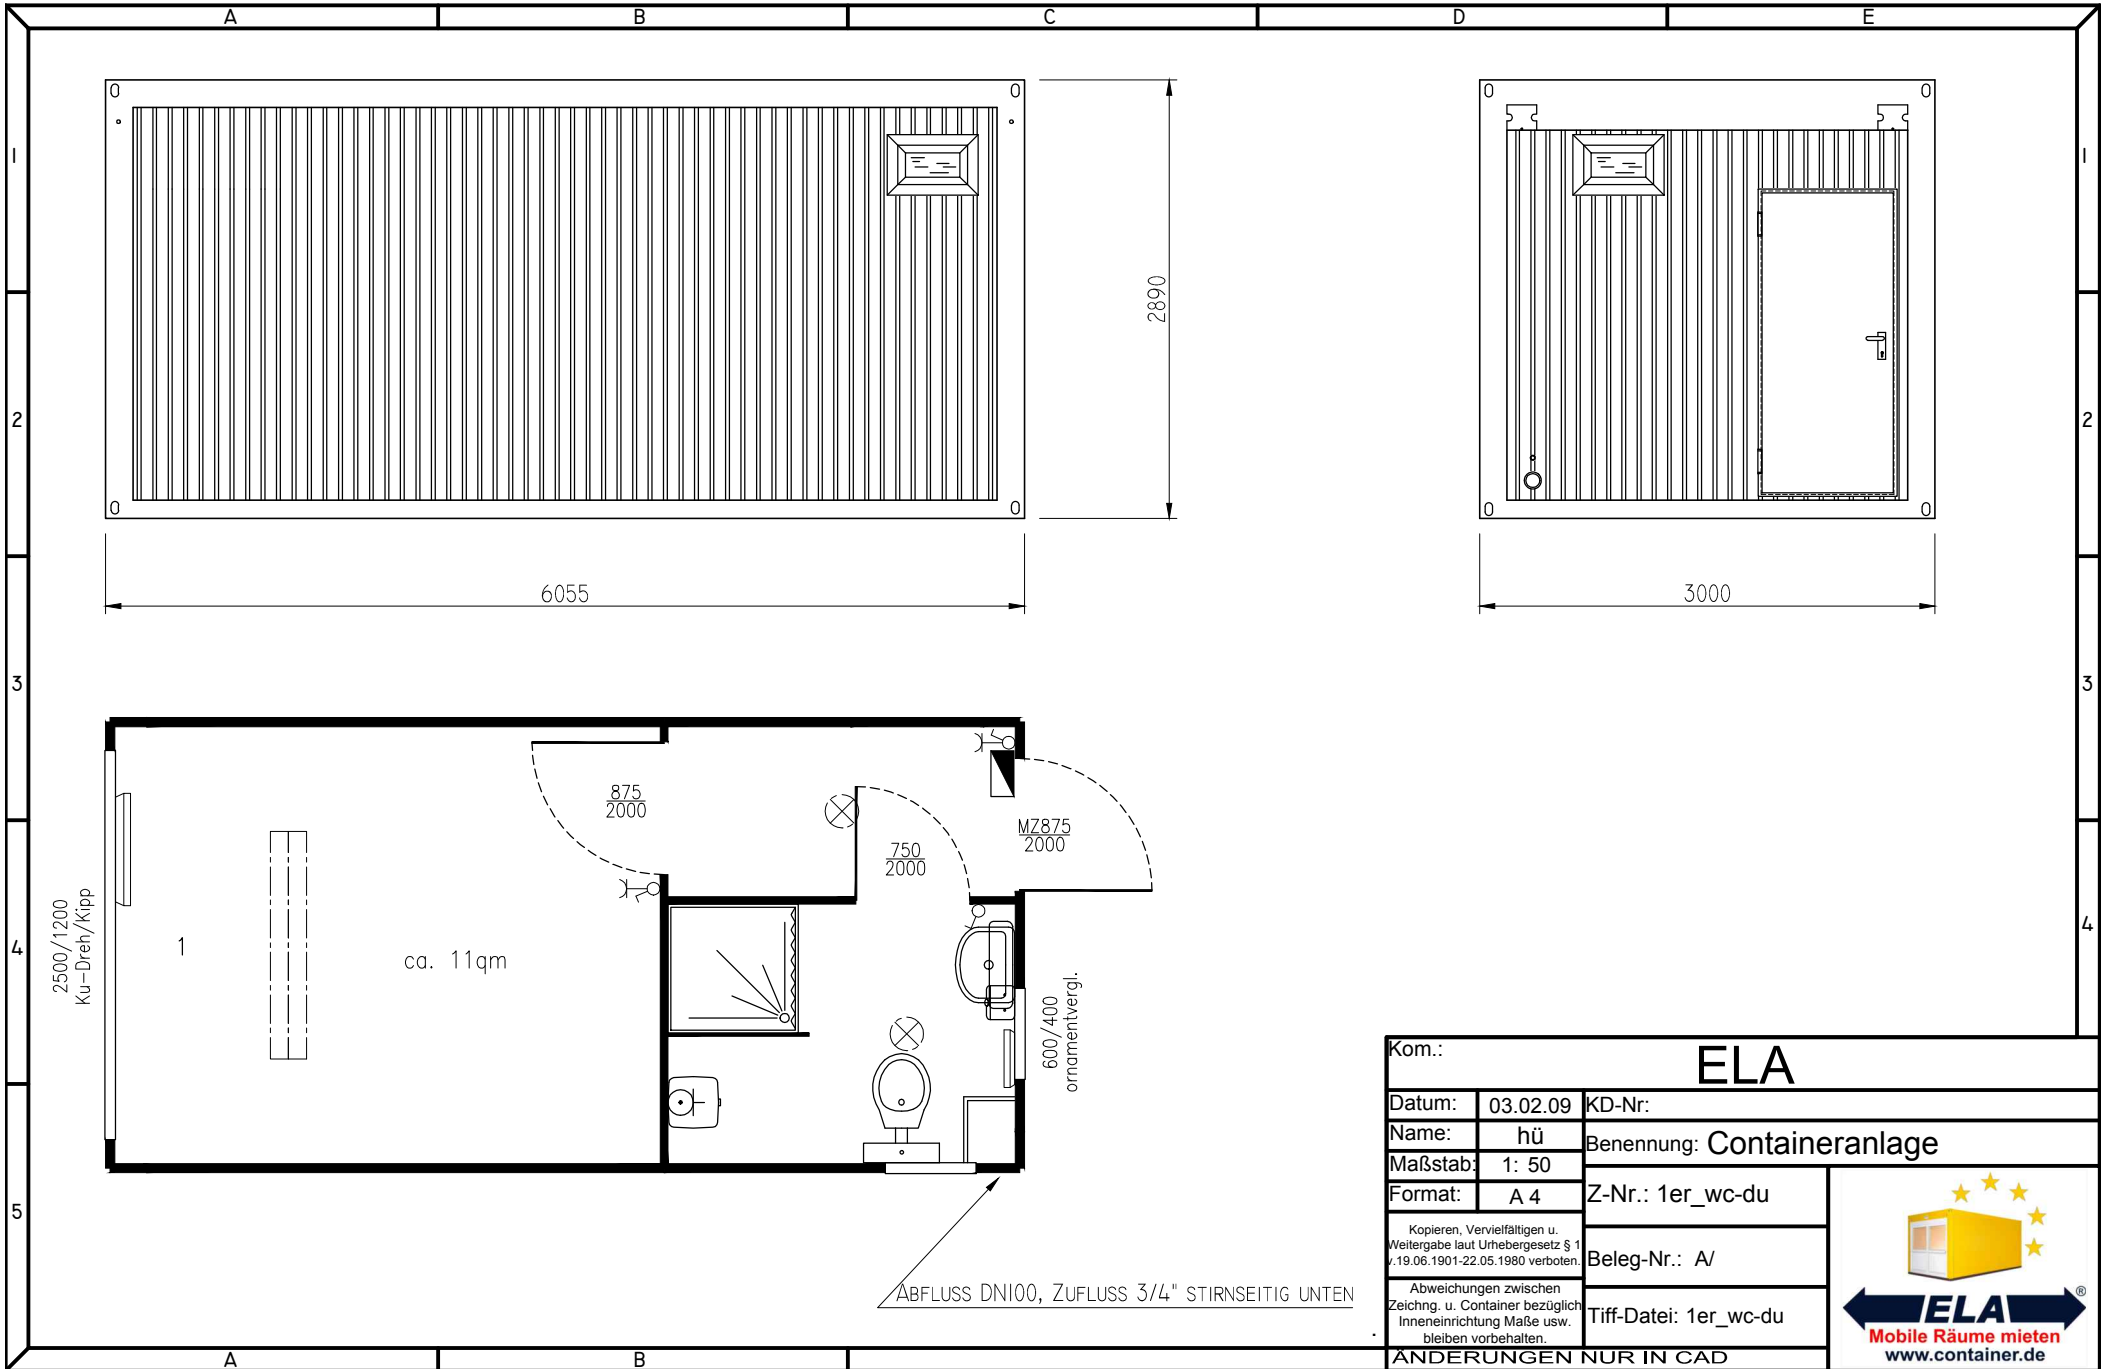 A B C D E
1 1
2890
2 2
6055 3000
3 3
875
2000
750
2000
MZ875
2000
2500/1200
Ku-Dreh/Kipp
1
ca. 11qm
600/400
ornamentvergl.
4 4
5
ABFLUSS DN100, ZUFLUSS 3/4" STIRNSEITIG UNTEN
Kom.: ELA
Datum: 03.02.09 KD-Nr:
Name: hü Benennung: Containeranlage
Maßstab: 1: 50
Format: A 4 Z-Nr.: 1er_wc-du
Kopieren, Vervielfältigen u.
Weitergabe laut Urhebergesetz § 1
v.19.06.1901-22.05.1980 verboten.
Beleg-Nr.: A/
Abweichungen zwischen
Zeichng. u. Container bezüglich
Inneneinrichtung Maße usw.
bleiben vorbehalten.
Tiff-Datei: 1er_wc-du
ELA ®
Mobile Räume mieten
www.container.de
ÄNDERUNGEN NUR IN CAD
A B